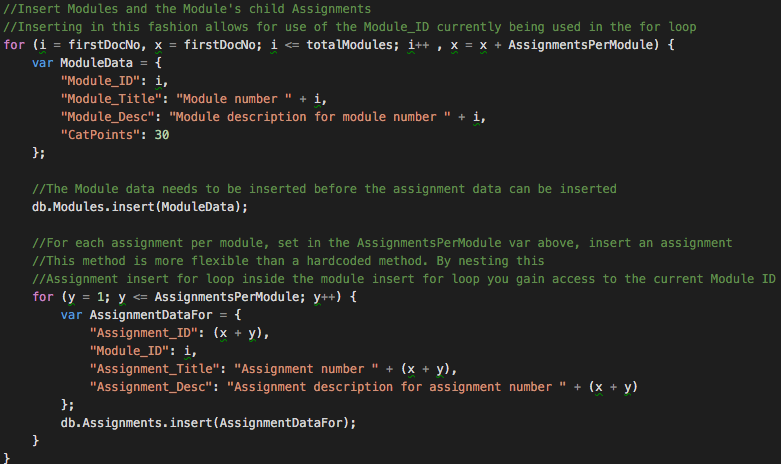 //Insert Modules and the Module's child Assignments
//Inserting in this fashion allows for use of the Module_ID currently being used in the for loop
for (i = firstDocNo, x = firstDocNo; i <= totalModules; i++ , x = x + AssignmentsPerModule) {
    var ModuleData = {
        "Module_ID": i,
        "Module_Title": "Module number " + i,
        "Module_Desc": "Module description for module number " + i,
        "CatPoints": 30
    };

    //The Module data needs to be inserted before the assignment data can be inserted
    db.Modules.insert(ModuleData);

    //For each assignment per module, set in the AssignmentsPerModule var above, insert an assignment
    //This method is more flexible than a hardcoded method. By nesting this
    //Assignment insert for loop inside the module insert for loop you gain access to the current Module ID
    for (y = 1; y <= AssignmentsPerModule; y++) {
        var AssignmentDataFor = {
            "Assignment_ID": (x + y),
            "Module_ID": i,
            "Assignment_Title": "Assignment number " + (x + y),
            "Assignment_Desc": "Assignment description for assignment number " + (x + y)
        };
        db.Assignments.insert(AssignmentDataFor);
    }
}